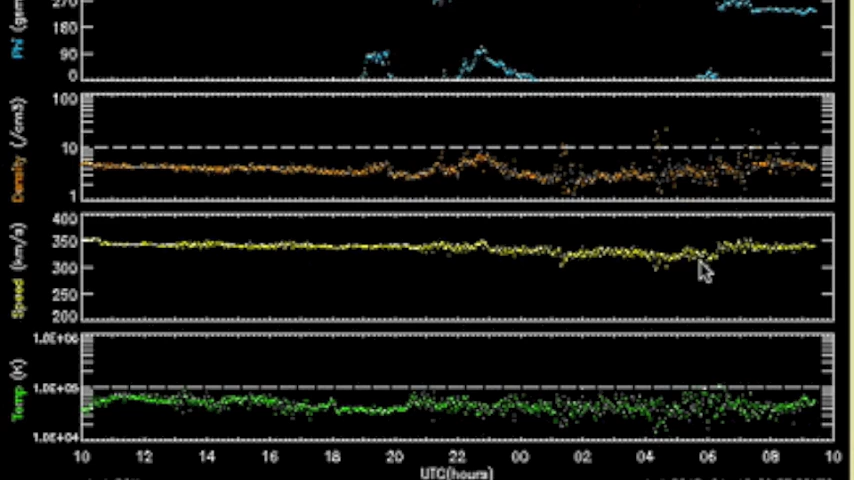 270
180
90
0
Phi (gsm
100
10
1
Density (/cm3)
400
350
300
250
200
Speed (km/s)
1.0E+06
1.0E+05
1.0E+04
Temp (K)
10 12 14 16 18 20 22 00 02 04 06 08 10
UTC(hours)